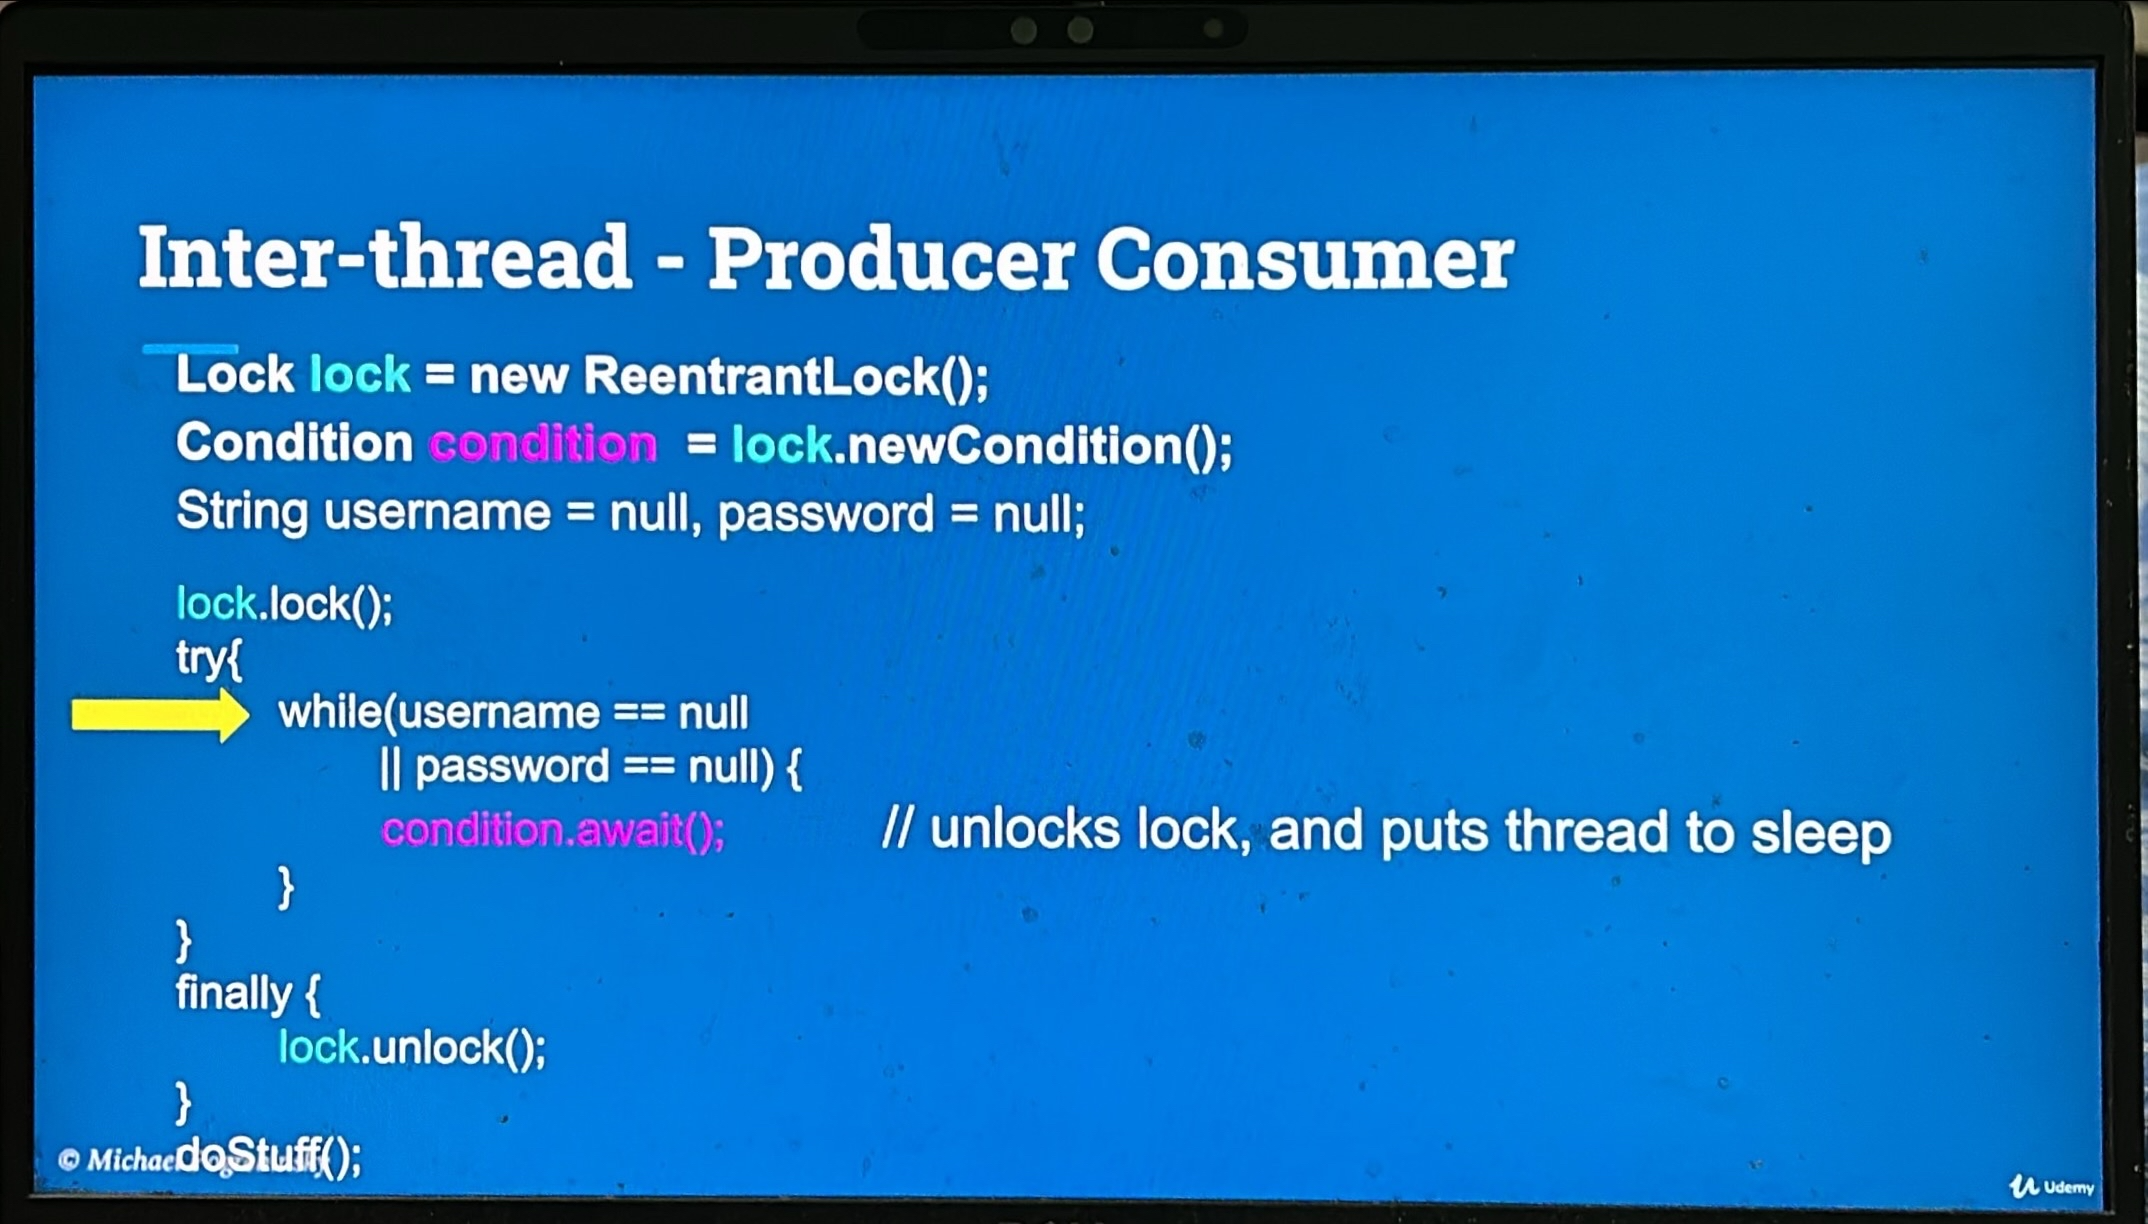 Inter-thread - Producer Consumer
Lock lock = new ReentrantLock();
Condition condition = lock.newCondition();
String username = null, password = null;
lock.lock();
try{
while(username == null
|| password == null) {
condition.await(); // unlocks lock, and puts thread to sleep
}
}
finally {
lock.unlock();
}
doStuff();
© Michael
Udemy